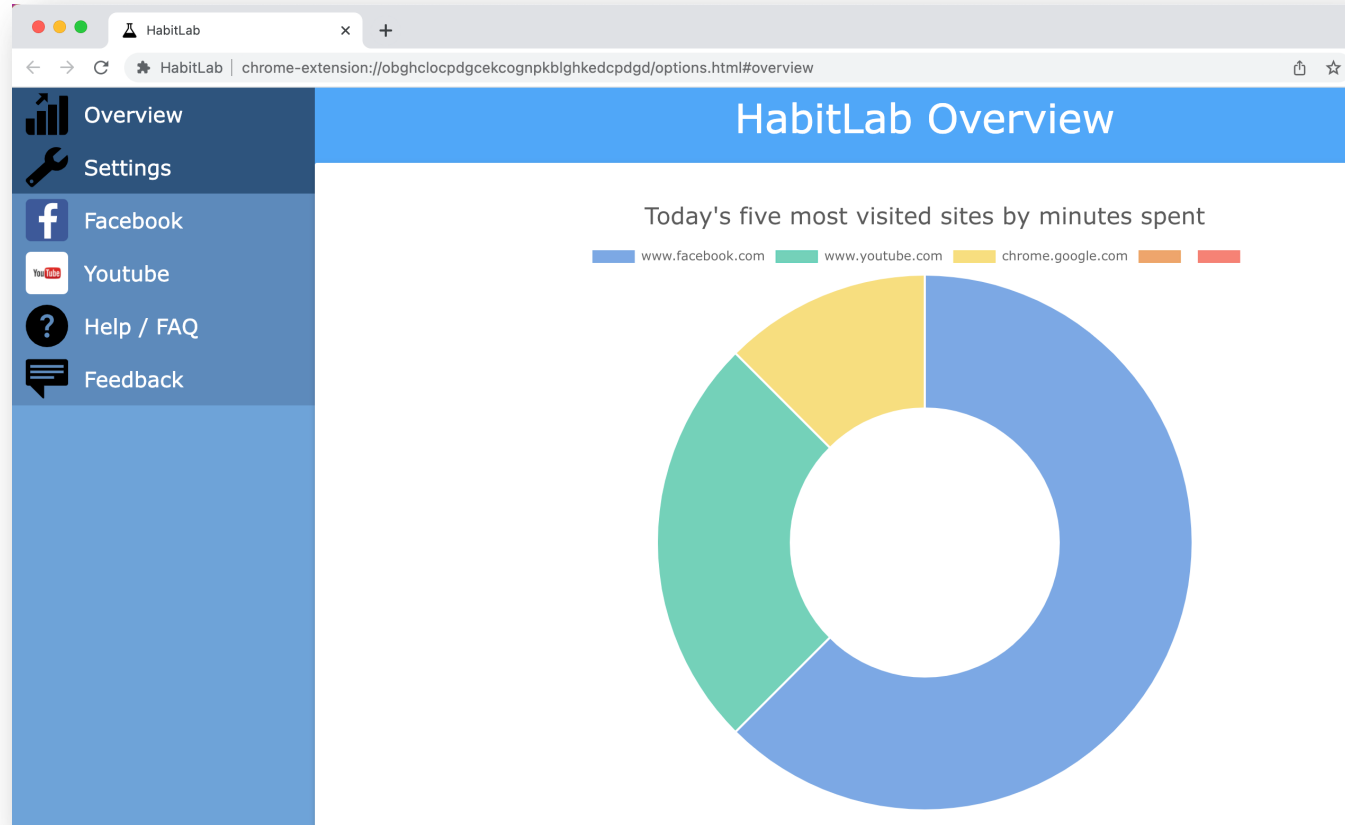 HabitLab
HabitLab chrome-extension://obghclocpdgcekcognpkblghkedcpdgd/options.html#overview
Overview
Settings
Facebook
YouTube
Youtube
?
Help / FAQ
Feedback
HabitLab Overview
Today's five most visited sites by minutes spent
www.facebook.com www.youtube.com chrome.google.com